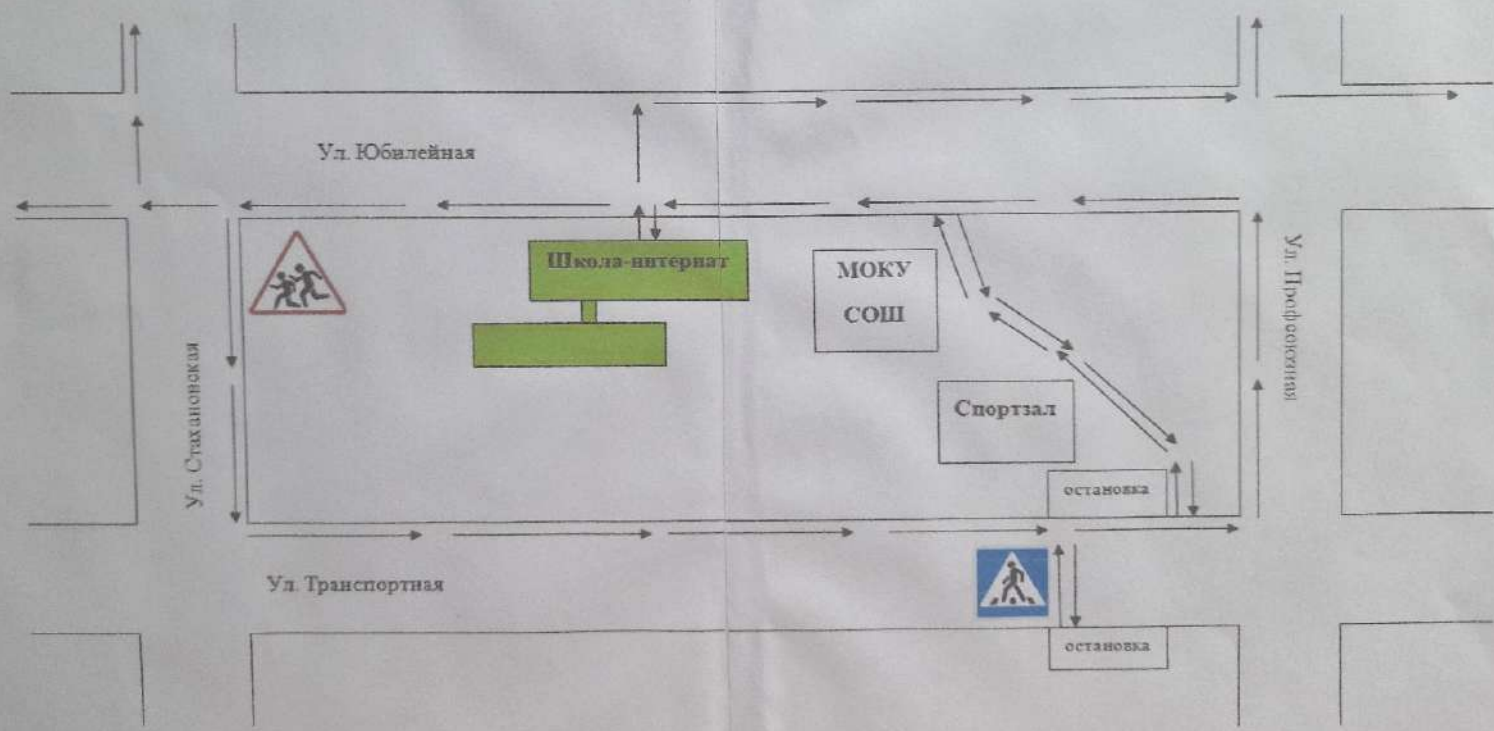 Ул. Юбилейная
Школа-интернат
МОКУ
СОШ
Ул. Профсоюзная
Ул. Стахановская
Спортзал
остановка
Ул. Транспортная
остановка